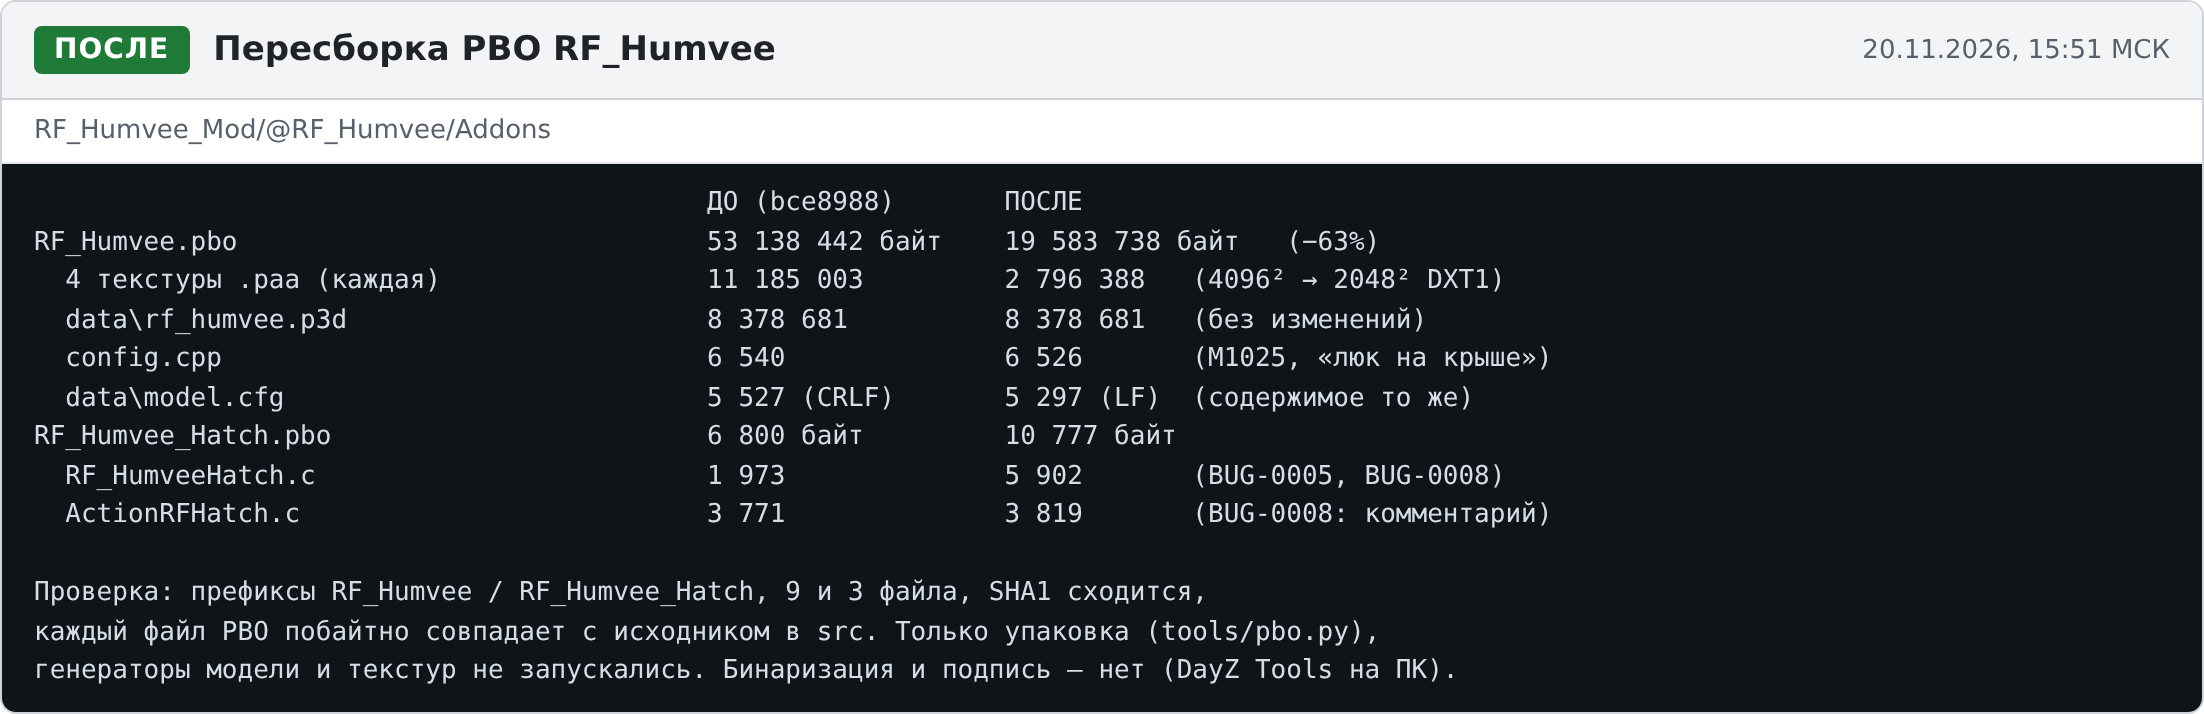 ПОСЛЕ Пересборка PBO RF_Humvee 20.11.2026, 15:51 МСК
RF_Humvee_Mod/@RF_Humvee/Addons
ДО (bce8988) ПОСЛЕ
RF_Humvee.pbo 53 138 442 байт 19 583 738 байт (−63%)
4 текстуры .paa (каждая) 11 185 003 2 796 388 (4096² → 2048² DXT1)
data\rf_humvee.p3d 8 378 681 8 378 681 (без изменений)
config.cpp 6 540 6 526 (M1025, «люк на крыше»)
data\model.cfg 5 527 (CRLF) 5 297 (LF) (содержимое то же)
RF_Humvee_Hatch.pbo 6 800 байт 10 777 байт
RF_HumveeHatch.c 1 973 5 902 (BUG-0005, BUG-0008)
ActionRFHatch.c 3 771 3 819 (BUG-0008: комментарий)
Проверка: префиксы RF_Humvee / RF_Humvee_Hatch, 9 и 3 файла, SHA1 сходится,
каждый файл PBO побайтно совпадает с исходником в src. Только упаковка (tools/pbo.py),
генераторы модели и текстур не запускались. Бинаризация и подпись — нет (DayZ Tools на ПК).